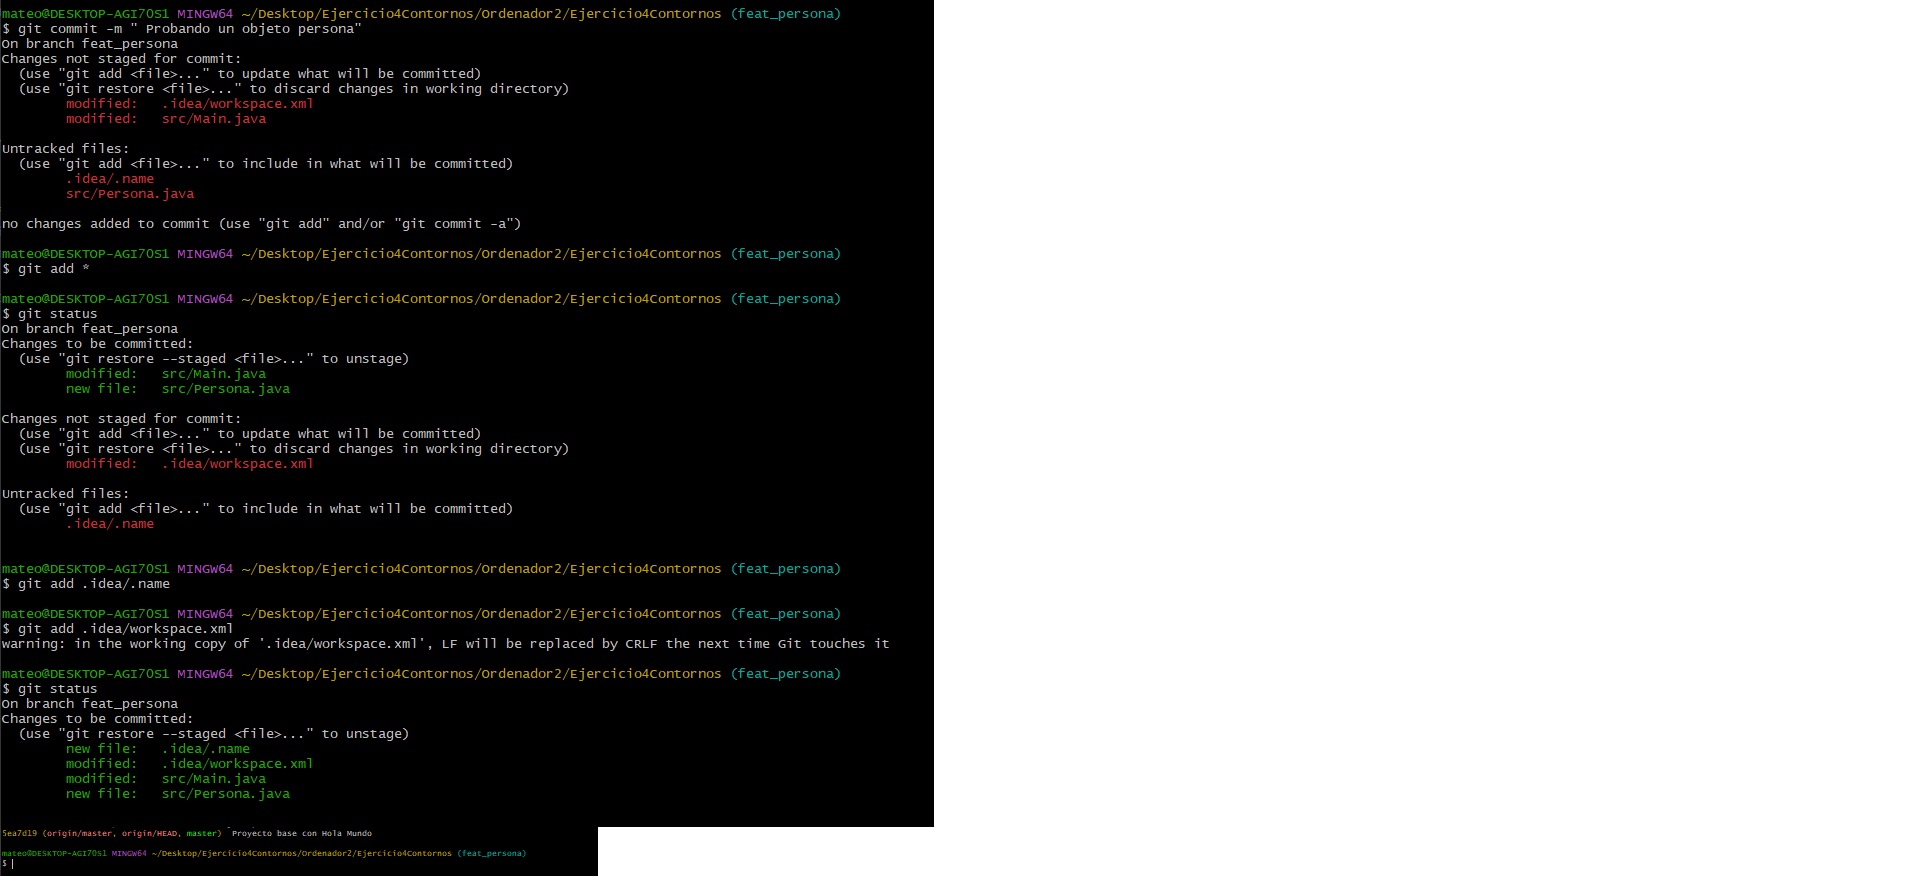 mateo@DESKTOP-AGI70S1 MINGW64 ~/Desktop/Ejercicio4Contornos/Ordenador2/Ejercicio4Contornos (feat_persona)
$ git commit -m " Probando un objeto persona"
On branch feat_persona
Changes not staged for commit:
  (use "git add <file>..." to update what will be committed)
  (use "git restore <file>..." to discard changes in working directory)
        modified:   .idea/workspace.xml
        modified:   src/Main.java

Untracked files:
  (use "git add <file>..." to include in what will be committed)
        .idea/.name
        src/Persona.java

no changes added to commit (use "git add" and/or "git commit -a")

mateo@DESKTOP-AGI70S1 MINGW64 ~/Desktop/Ejercicio4Contornos/Ordenador2/Ejercicio4Contornos (feat_persona)
$ git add *

mateo@DESKTOP-AGI70S1 MINGW64 ~/Desktop/Ejercicio4Contornos/Ordenador2/Ejercicio4Contornos (feat_persona)
$ git status
On branch feat_persona
Changes to be committed:
  (use "git restore --staged <file>..." to unstage)
        modified:   src/Main.java
        new file:   src/Persona.java

Changes not staged for commit:
  (use "git add <file>..." to update what will be committed)
  (use "git restore <file>..." to discard changes in working directory)
        modified:   .idea/workspace.xml

Untracked files:
  (use "git add <file>..." to include in what will be committed)
        .idea/.name

mateo@DESKTOP-AGI70S1 MINGW64 ~/Desktop/Ejercicio4Contornos/Ordenador2/Ejercicio4Contornos (feat_persona)
$ git add .idea/.name

mateo@DESKTOP-AGI70S1 MINGW64 ~/Desktop/Ejercicio4Contornos/Ordenador2/Ejercicio4Contornos (feat_persona)
$ git add .idea/workspace.xml
warning: in the working copy of '.idea/workspace.xml', LF will be replaced by CRLF the next time Git touches it

mateo@DESKTOP-AGI70S1 MINGW64 ~/Desktop/Ejercicio4Contornos/Ordenador2/Ejercicio4Contornos (feat_persona)
$ git status
On branch feat_persona
Changes to be committed:
  (use "git restore --staged <file>..." to unstage)
        new file:   .idea/.name
        modified:   .idea/workspace.xml
        modified:   src/Main.java
        new file:   src/Persona.java

5ea7d19 (origin/master, origin/HEAD, master) Proyecto base con Hola Mundo

mateo@DESKTOP-AGI70S1 MINGW64 ~/Desktop/Ejercicio4Contornos/Ordenador2/Ejercicio4Contornos (feat_persona)
$